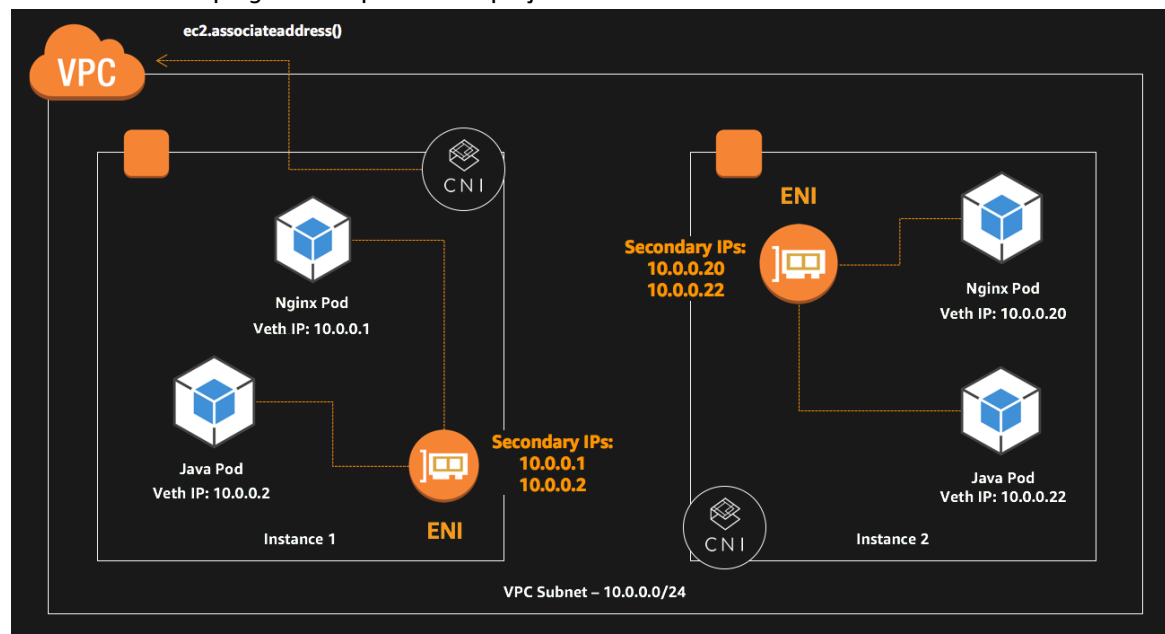 ec2.associateaddress()
VPC
CNI
ENI
Secondary IPs:
10.0.0.20
10.0.0.22
Nginx Pod
Veth IP: 10.0.0.1
Nginx Pod
Veth IP: 10.0.0.20
Java Pod
Veth IP: 10.0.0.2
Secondary IPs:
10.0.0.1
10.0.0.2
ENI
Instance 1
Java Pod
Veth IP: 10.0.0.22
CNI
Instance 2
VPC Subnet – 10.0.0.0/24